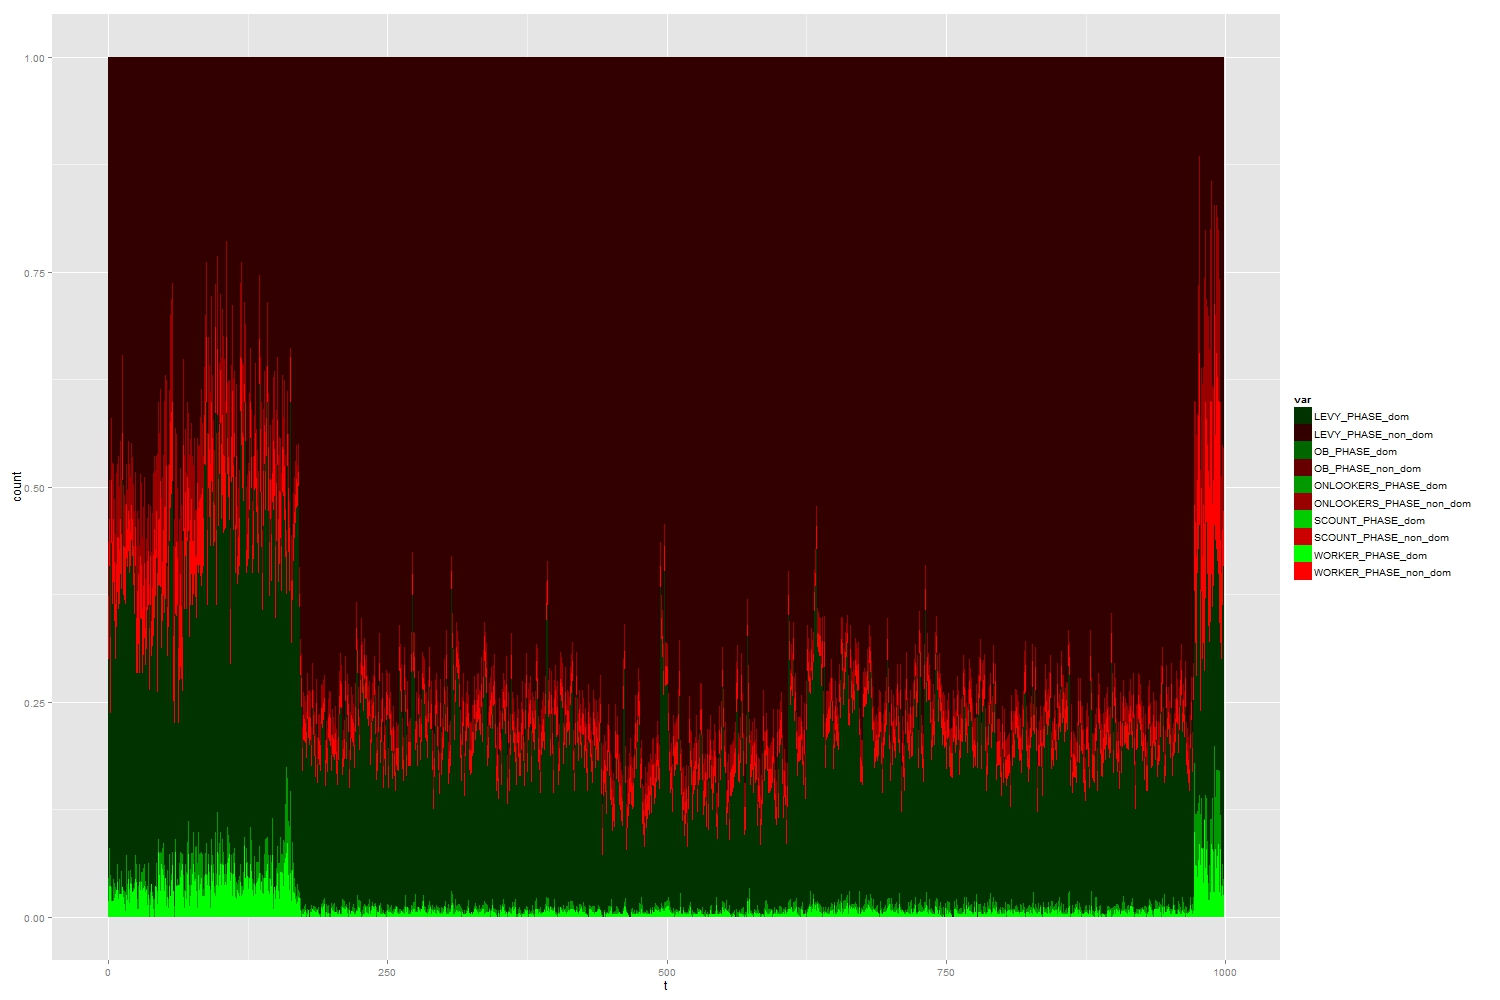 1.00
0.75
0.50
0.25
0.00
count
0
250
500
750
1000
t
var
LEVY_PHASE_dom
LEVY_PHASE_non_dom
OB_PHASE_dom
OB_PHASE_non_dom
ONLOOKERS_PHASE_dom
ONLOOKERS_PHASE_non_dom
SCOUNT_PHASE_dom
SCOUNT_PHASE_non_dom
WORKER_PHASE_dom
WORKER_PHASE_non_dom